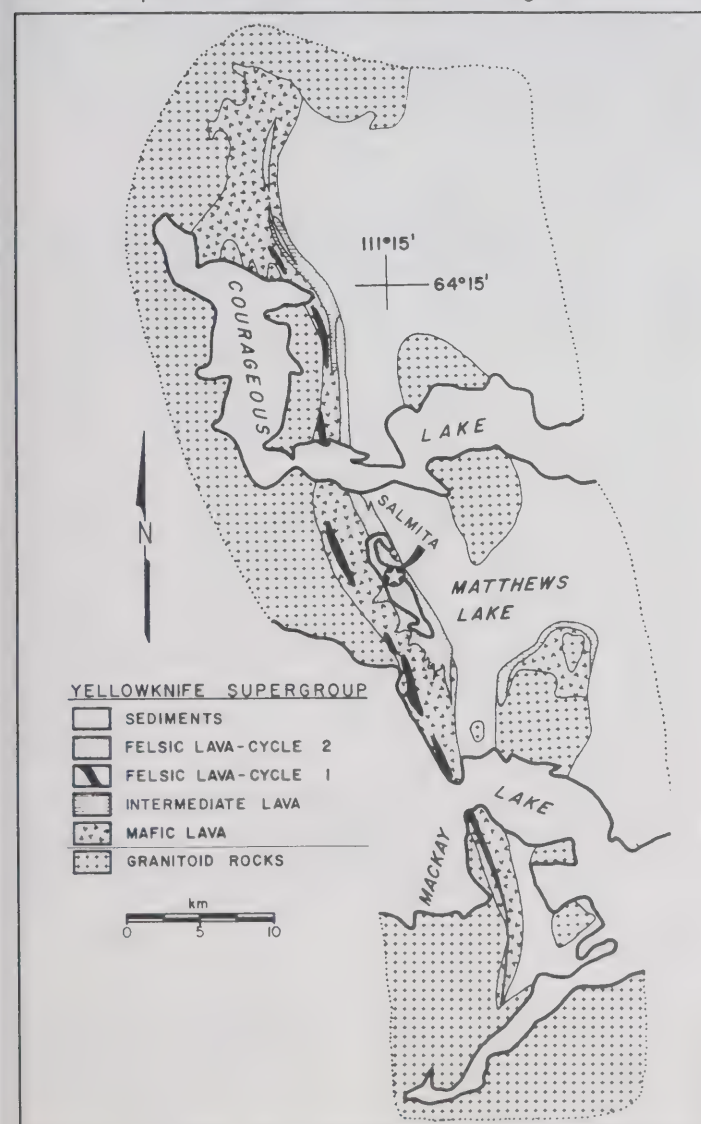 111°15'
64°15'
COURAGEOUS
LAKE
N
SALMITA
MATTHEWS
LAKE
YELLOWKNIFE SUPERGROUP
SEDIMENTS
FELSIC LAVA-CYCLE 2
FELSIC LAVA-CYCLE 1
INTERMEDIATE LAVA
MAFIC LAVA
GRANITOID ROCKS
km
0 5 10
MACKAY
LAKE